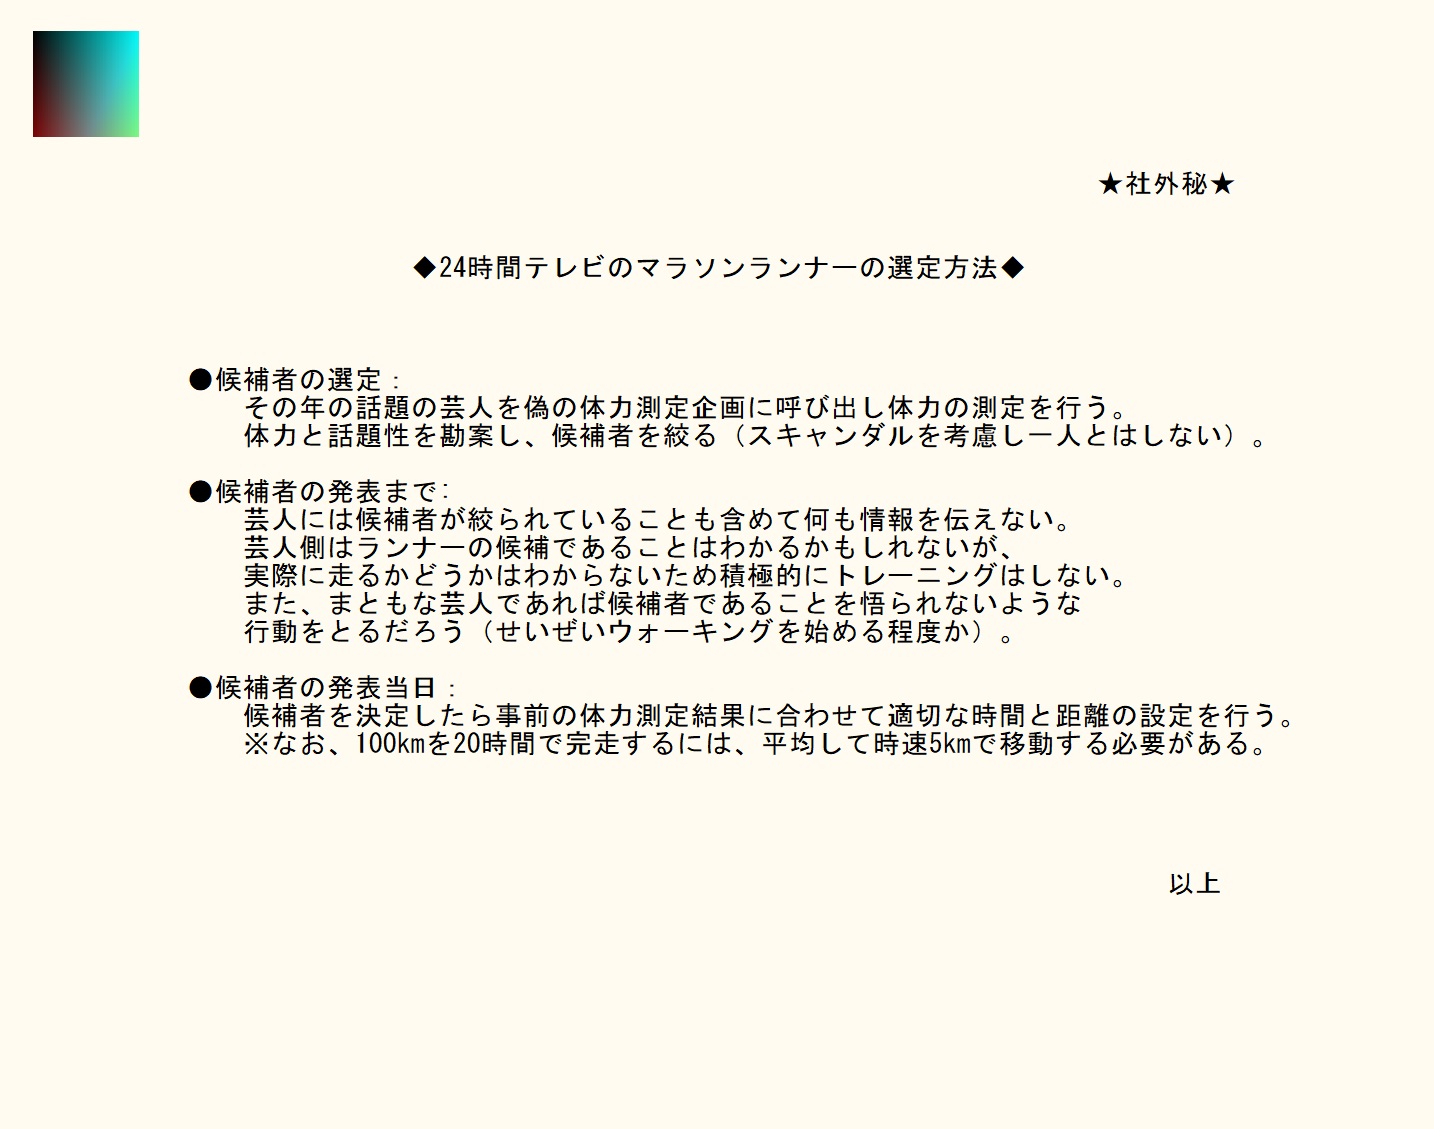 ★社外秘★
◆24時間テレビのマラソンランナーの選定方法◆
●候補者の選定：
その年の話題の芸人を偽の体力測定企画に呼び出し体力の測定を行う。
体力と話題性を勘案し、候補者を絞る（スキャンダルを考慮し一人とはしない）。
●候補者の発表まで：
芸人には候補者が絞られていることも含めて何も情報を伝えない。
芸人側はランナーの候補であることはわかるかもしれないが、
実際に走るかどうかはわからないため積極的にトレーニングはしない。
また、まともな芸人であれば候補者であることを悟られないような
行動をとるだろう（せいぜいウォーキングを始める程度か）。
●候補者の発表当日：
候補者を決定したら事前の体力測定結果に合わせて適切な時間と距離の設定を行う。
※なお、100kmを20時間で完走するには、平均して時速5kmで移動する必要がある。
以上